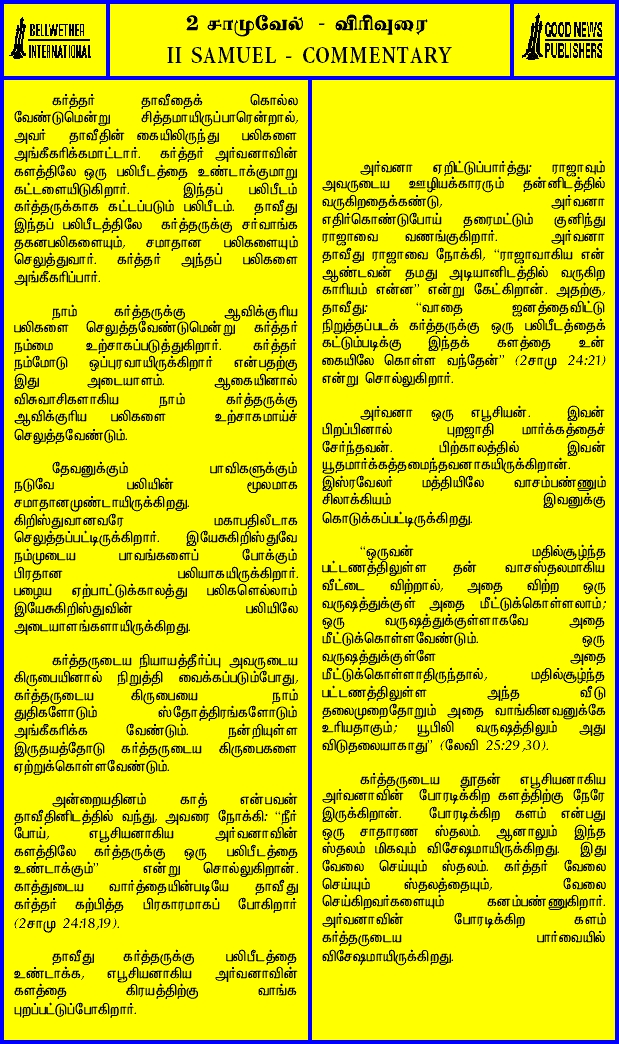 BELLWETHER
INTERNATIONAL
2 சாமுவேல் - விரிவுரை
II SAMUEL - COMMENTARY
GOOD NEWS
PUBLISHERS
கர்த்தர் தாவீதைக் கொல்ல
வேண்டுமென்று சித்தமாயிருப்பாரென்றால்,
அவர் தாவீதின் கையிலிருந்து பலிகளை
அங்கீகரிக்கமாட்டார். கர்த்தர் அர்வனாவின்
களத்திலே ஒரு பலிபீடத்தை உண்டாக்குமாறு
கட்டளையிடுகிறார். இந்தப் பலிபீடம்
கர்த்தருக்காக கட்டப்படும் பலிபீடம். தாவீது
இந்தப் பலிபீடத்திலே கர்த்தருக்கு சர்வாங்க
தகனபலிகளையும், சமாதான பலிகளையும்
செலுத்துவார். கர்த்தர் அந்தப் பலிகளை
அங்கீகரிப்பார்.
நாம் கர்த்தருக்கு ஆவிக்குரிய
பலிகளை செலுத்தவேண்டுமென்று கர்த்தர்
நம்மை உற்சாகப்படுத்துகிறார். கர்த்தர்
நம்மோடு ஒப்புரவாயிருக்கிறார் என்பதற்கு
இது அடையாளம். ஆகையினால்
விசுவாசிகளாகிய நாம் கர்த்தருக்கு
ஆவிக்குரிய பலிகளை உற்சாகமாய்ச்
செலுத்தவேண்டும்.
தேவனுக்கும் பாவிகளுக்கும்
நடுவே பலியின் மூலமாக
சமாதானமுண்டாயிருக்கிறது.
கிறிஸ்துவானவரே மகாபதிலீடாக
செலுத்தப்பட்டிருக்கிறார். இயேசுகிறிஸ்துவே
நம்முடைய பாவங்களைப் போக்கும்
பிரதான பலியாகயிருக்கிறார்.
பழைய ஏற்பாட்டுக்காலத்து பலிகளெல்லாம்
இயேசுகிறிஸ்துவின் பலியிலே
அடையாளங்களாயிருக்கிறது.
கர்த்தருடைய நியாயத்தீர்ப்பு அவருடைய
கிருபையினால் நிறுத்தி வைக்கப்படும்போது,
கர்த்தருடைய கிருபையை நாம்
துதிகளோடும் ஸ்தோத்திரங்களோடும்
அங்கீகரிக்க வேண்டும். நன்றியுள்ள
இருதயத்தோடு கர்த்தருடைய கிருபைகளை
ஏற்றுக்கொள்ளவேண்டும்.
அன்றையதினம் காத் என்பவன்
தாவீதினிடத்தில் வந்து, அவரை நோக்கி: "நீர்
போய், எபூசியனாகிய அர்வனாவின்
களத்திலே கர்த்தருக்கு ஒரு பலிபீடத்தை
உண்டாக்கும்" என்று சொல்லுகிறான்.
காத்துடைய வார்த்தையின்படியே தாவீது
கர்த்தர் கற்பித்த பிரகாரமாகப் போகிறார்
(2சாமு 24:18,19).
தாவீது கர்த்தருக்கு பலிபீடத்தை
உண்டாக்க, எபூசியனாகிய அர்வனாவின்
களத்தை கிரயத்திற்கு வாங்க
புறப்பட்டுப்போகிறார்.
அர்வனா ஏறிட்டுப்பார்த்து: ராஜாவும்
அவருடைய ஊழியக்காரரும் தன்னிடத்தில்
வருகிறதைக்கண்டு, அர்வனா
எதிர்கொண்டுபோய் தரைமட்டும் குனிந்து
ராஜாவை வணங்குகிறார். அர்வனா
தாவீது ராஜாவை நோக்கி, "ராஜாவாகிய என்
ஆண்டவன் தமது அடியானிடத்தில் வருகிற
காரியம் என்ன" என்று கேட்கிறான். அதற்கு,
தாவீது: "வாதை ஜனத்தைவிட்டு
நிறுத்தப்படக் கர்த்தருக்கு ஒரு பலிபீடத்தைக்
கட்டும்படிக்கு இந்தக் களத்தை உன்
கையிலே கொள்ள வந்தேன்" (2சாமு 24:21)
என்று சொல்லுகிறார்.
அர்வனா ஒரு எபூசியன். இவன்
பிறப்பினால் புறஜாதி மார்க்கத்தைச்
சேர்ந்தவன். பிற்காலத்தில் இவன்
யூதமார்க்கத்தமைந்தவனாகயிருக்கிறான்.
இஸ்ரவேலர் மத்தியிலே வாசம்பண்ணும்
சிலாக்கியம் இவனுக்கு
கொடுக்கப்பட்டிருக்கிறது.
"ஒருவன் மதில்சூழ்ந்த
பட்டணத்திலுள்ள தன் வாசஸ்தலமாகிய
வீட்டை விற்றால், அதை விற்ற ஒரு
வருஷத்துக்குள் அதை மீட்டுக்கொள்ளலாம்;
ஒரு வருஷத்துக்குள்ளாகவே அதை
மீட்டுக்கொள்ளவேண்டும். ஒரு
வருஷத்துக்குள்ளே அதை
மீட்டுக்கொள்ளாதிருந்தால், மதில்சூழ்ந்த
பட்டணத்திலுள்ள அந்த வீடு
தலைமுறைதோறும் அதை வாங்கினவனுக்கே
உரியதாகும்; யூபிலி வருஷத்திலும் அது
விடுதலையாகாது" (லேவி 25:29,30).
கர்த்தருடைய தூதன் எபூசியனாகிய
அர்வனாவின் போரடிக்கிற களத்திற்கு நேரே
இருக்கிறான். போரடிக்கிற களம் என்பது
ஒரு சாதாரண ஸ்தலம். ஆனாலும் இந்த
ஸ்தலம் மிகவும் விசேஷமாயிருக்கிறது. இது
வேலை செய்யும் ஸ்தலம். கர்த்தர் வேலை
செய்யும் ஸ்தலத்தையும், வேலை
செய்கிறவர்களையும் கனம்பண்ணுகிறார்.
அர்வனாவின் போரடிக்கிற களம்
கர்த்தருடைய பார்வையில்
விசேஷமாயிருக்கிறது.